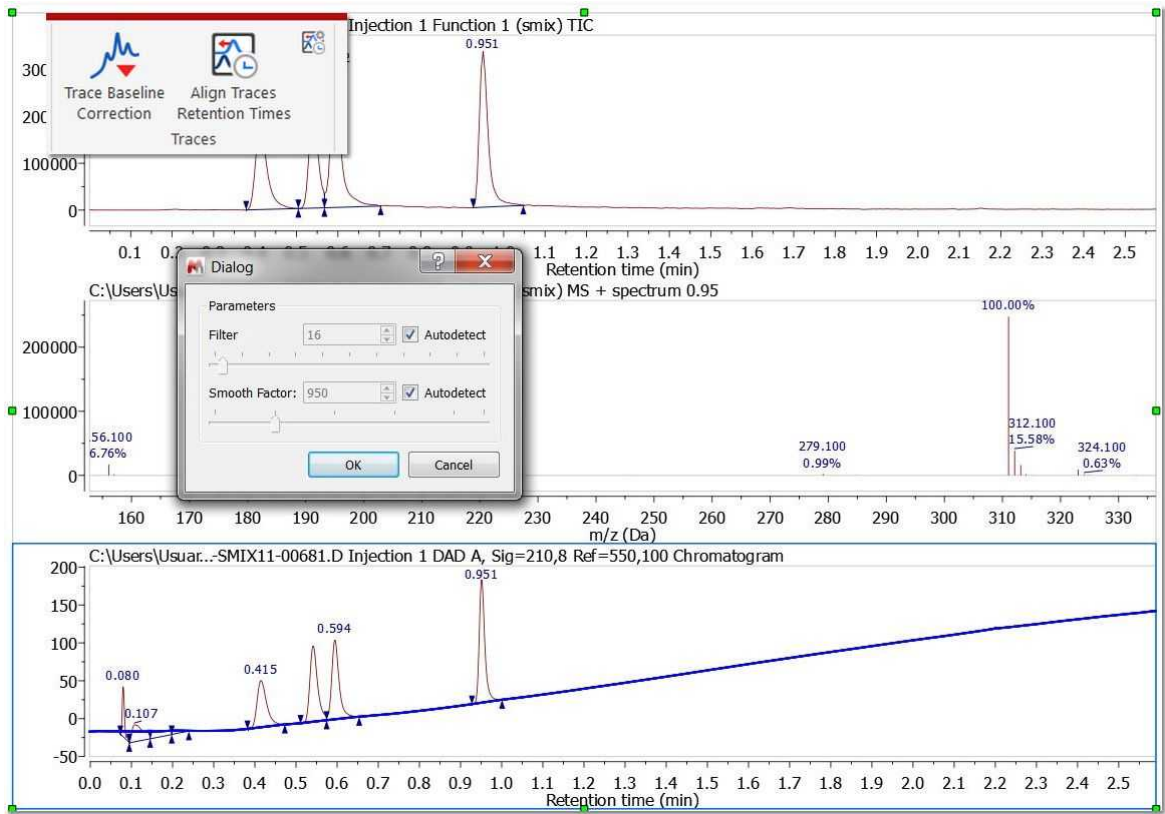 Injection 1 Function 1 (smix) TIC
0.951
Trace Baseline Correction
Align Traces Retention Times
Traces
100000
0
0.1 0.2 1.1 1.2 1.3 1.4 1.5 1.6 1.7 1.8 1.9 2.0 2.1 2.2 2.3 2.4 2.5
Retention time (min)
C:\Users\Us
smix) MS + spectrum 0.95
Dialog
Parameters
Filter 16 Autodetect
Smooth Factor: 950 Autodetect
OK Cancel
100.00%
200000
100000
0
56.100
6.76%
279.100
0.99%
312.100
15.58%
324.100
0.63%
160 170 180 190 200 210 220 230 240 250 260 270 280 290 300 310 320 330
m/z (Da)
C:\Users\Usuar...-SMIX11-00681.D Injection 1 DAD A, Sig=210,8 Ref=550,100 Chromatogram
200
150
100
50
0
-50
0.080
0.107
0.415
0.594
0.951
0.0 0.1 0.2 0.3 0.4 0.5 0.6 0.7 0.8 0.9 1.0 1.1 1.2 1.3 1.4 1.5 1.6 1.7 1.8 1.9 2.0 2.1 2.2 2.3 2.4 2.5
Retention time (min)